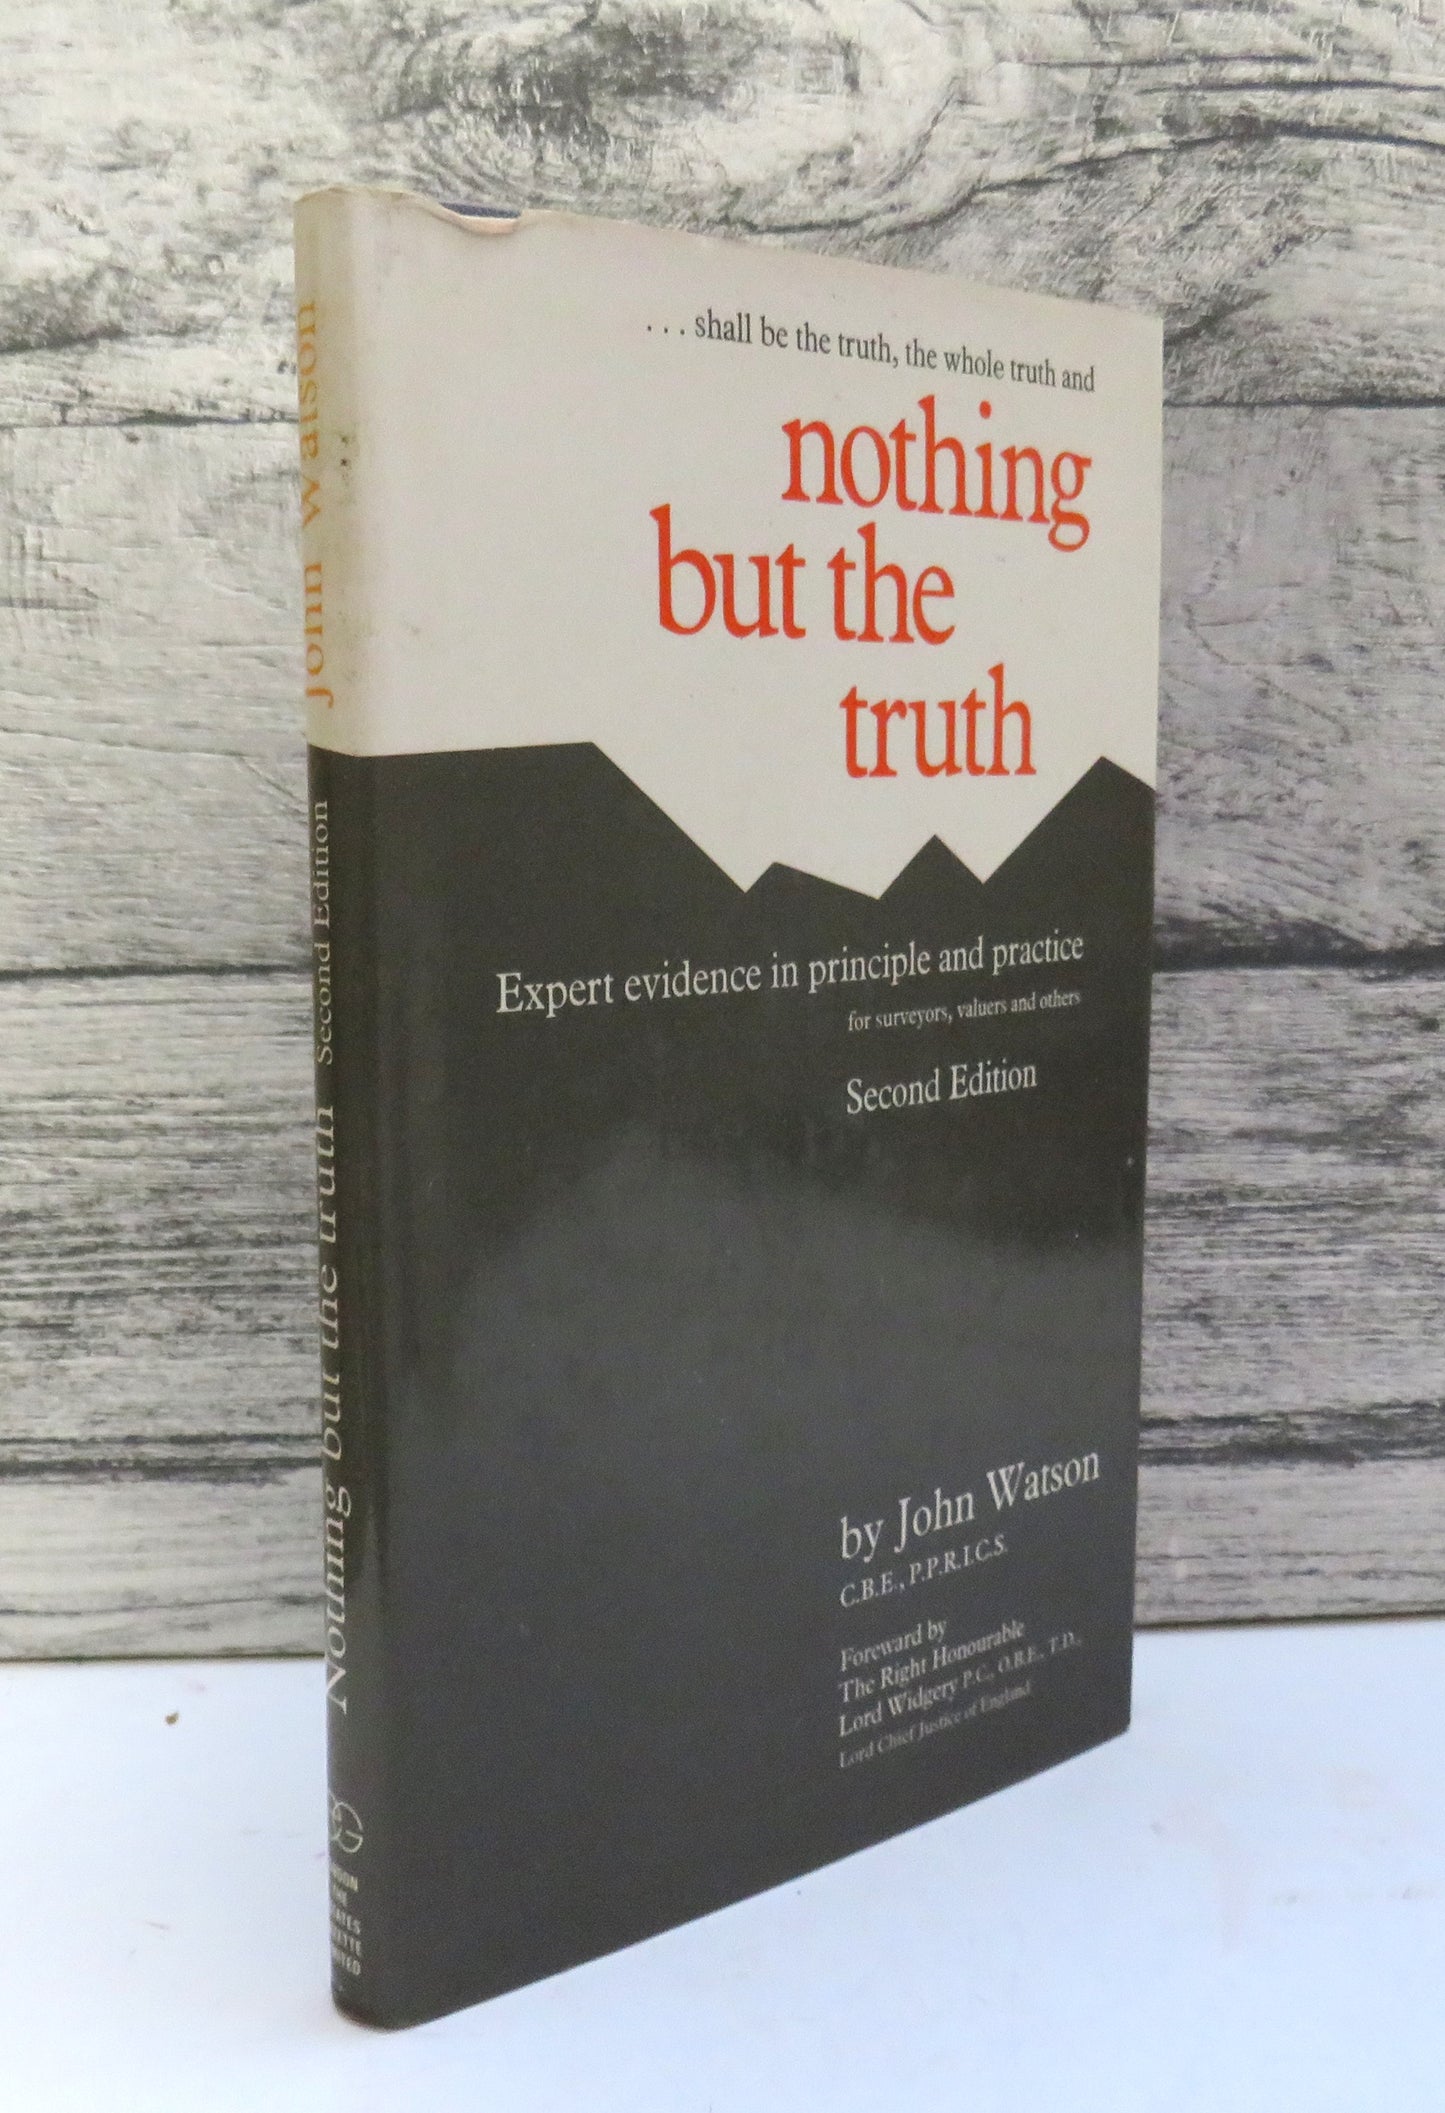 . . . shall be the truth, the whole truth and
nothing
but the
truth
Expert evidence in principle and practice
for surveyors, valuers and others
Second Edition
by John Watson
C.B.E., P.P.R.I.C.S.
Foreward by
The Right Honourable
Lord Widgery P.C., O.B.E., T.D.,
Lord Chief Justice of England
Nothing but the truth Second Edition
John Watson